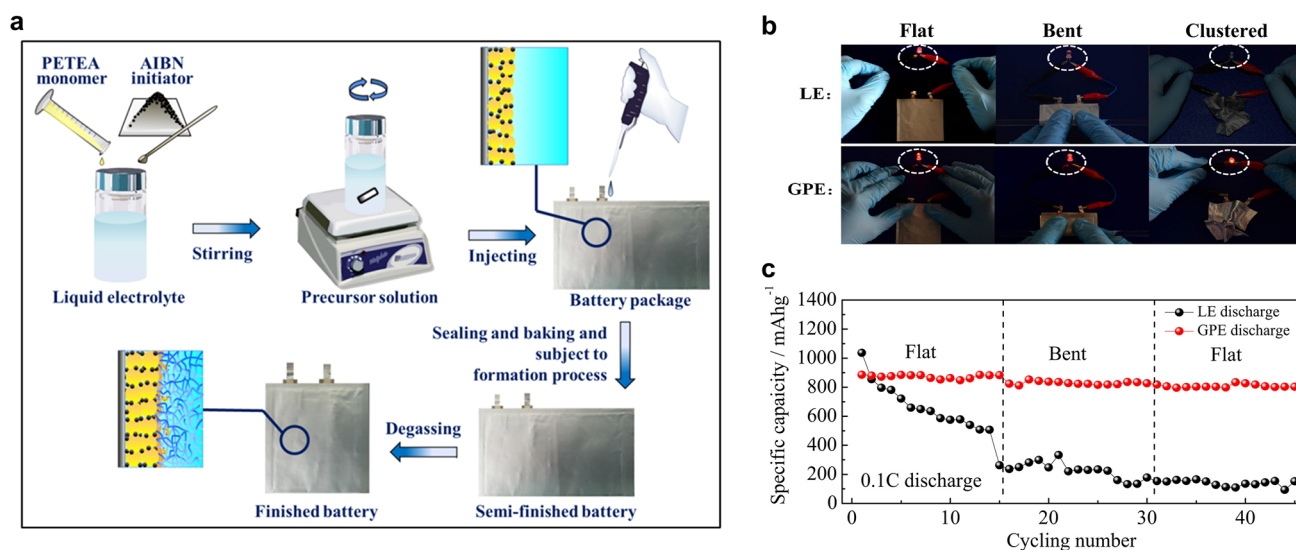 a
PETEA
monomer
AIBN
initiator
Stirring
Injecting
Liquid electrolyte
Precursor solution
Battery package
Sealing and baking and
subject to
formation process
Degassing
Finished battery
Semi-finished battery
b
Flat
Bent
Clustered
LE:
GPE:
c
Specific capaicity / mAhg⁻¹
1400
1200
1000
800
600
400
200
0
LE discharge
GPE discharge
Flat
Bent
Flat
0.1C discharge
0
10
20
30
40
Cycling number